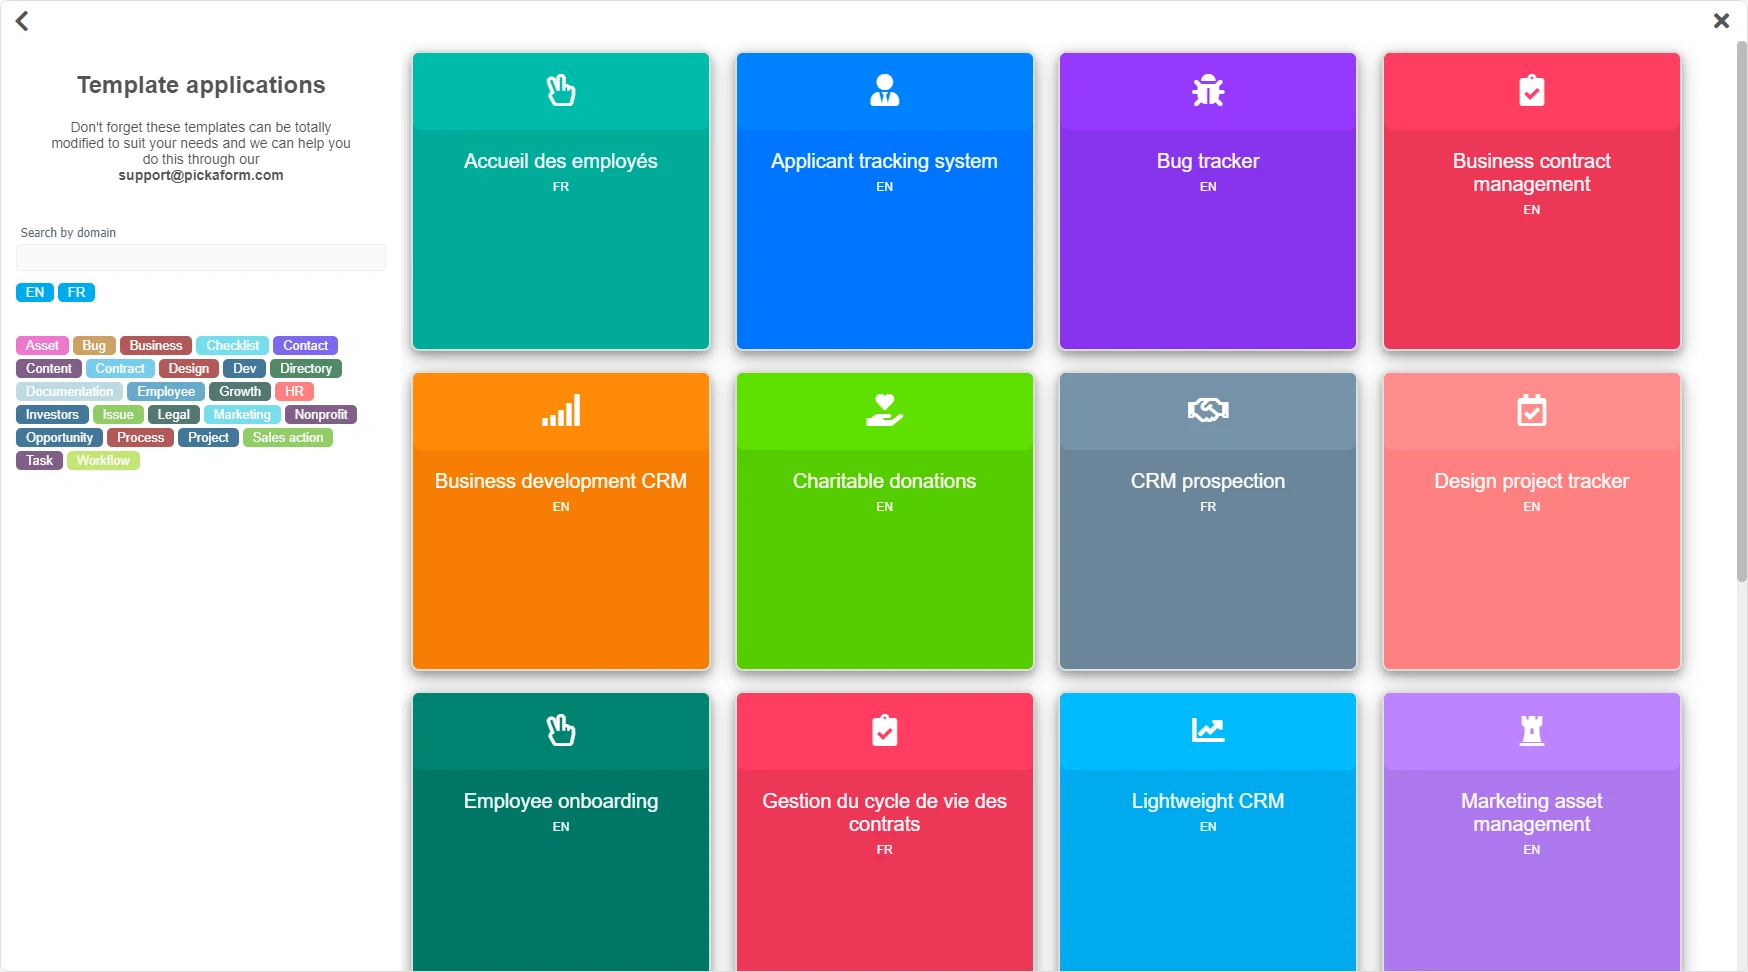 Template applications
Don't forget these templates can be totally
modified to suit your needs and we can help you
do this through our
support@pickaform.com
Search by domain
EN FR
Asset Bug Business Checklist Contact
Content Contract Design Dev Directory
Documentation Employee Growth HR
Investors Issue Legal Marketing Nonprofit
Opportunity Process Project Sales action
Task Workflow
Accueil des employés
FR
Applicant tracking system
EN
Bug tracker
EN
Business contract
management
EN
Business development CRM
EN
Charitable donations
EN
CRM prospection
FR
Design project tracker
EN
Employee onboarding
EN
Gestion du cycle de vie des
contrats
FR
Lightweight CRM
EN
Marketing asset
management
EN